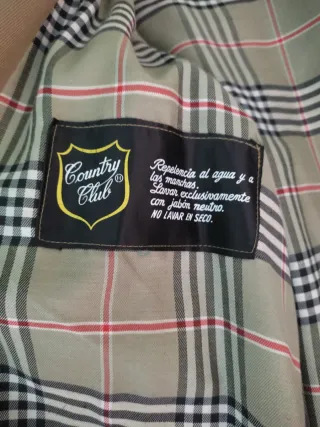 Country
Club ®
Repelencia al agua y a
las manchas.
Lavar exclusivamente
con jabón neutro.
NO LAVAR EN SECO.